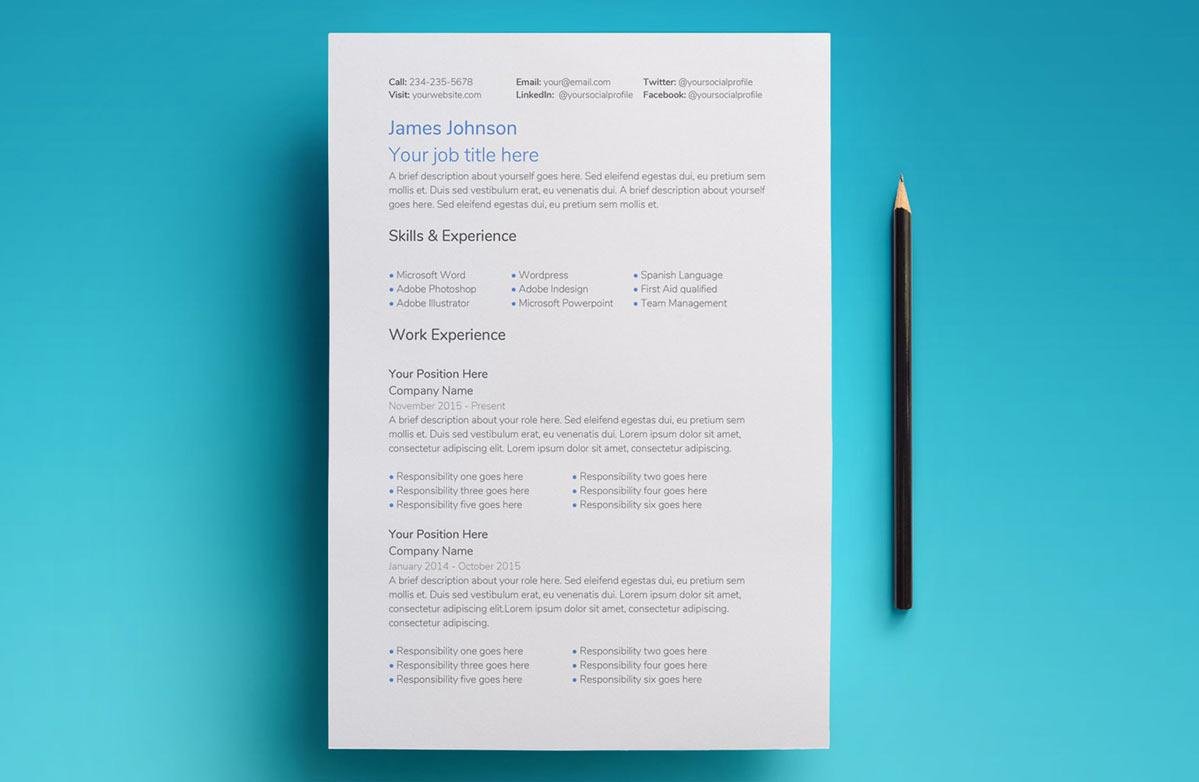 Call: 234-235-5678 Email: your@email.com Twitter: @yoursocialprofile
Visit: yourwebsite.com LinkedIn: @yoursocialprofile Facebook: @yoursocialprofile
James Johnson
Your job title here
A brief description about yourself goes here. Sed eleifend egestas dui, eu pretium sem
mollis et. Duis sed vestibulum erat, eu venenatis dui. A brief description about yourself
goes here. Sed eleifend egestas dui, eu pretium sem mollis et.
Skills & Experience
• Microsoft Word • Wordpress • Spanish Language
• Adobe Photoshop • Adobe Indesign • First Aid qualified
• Adobe Illustrator • Microsoft Powerpoint • Team Management
Work Experience
Your Position Here
Company Name
November 2015 - Present
A brief description about your role here. Sed eleifend egestas dui, eu pretium sem
mollis et. Duis sed vestibulum erat, eu venenatis dui. Lorem ipsum dolor sit amet,
consectetur adipiscing elit. Lorem ipsum dolor sit amet, consectetur adipiscing.
• Responsibility one goes here • Responsibility two goes here
• Responsibility three goes here • Responsibility four goes here
• Responsibility five goes here • Responsibility six goes here
Your Position Here
Company Name
January 2014 - October 2015
A brief description about your role here. Sed eleifend egestas dui, eu pretium sem
mollis et. Duis sed vestibulum erat, eu venenatis dui. Lorem ipsum dolor sit amet,
consectetur adipiscing elit.Lorem ipsum dolor sit amet, consectetur adipiscing.
consectetur adipiscing.
• Responsibility one goes here • Responsibility two goes here
• Responsibility three goes here • Responsibility four goes here
• Responsibility five goes here • Responsibility six goes here